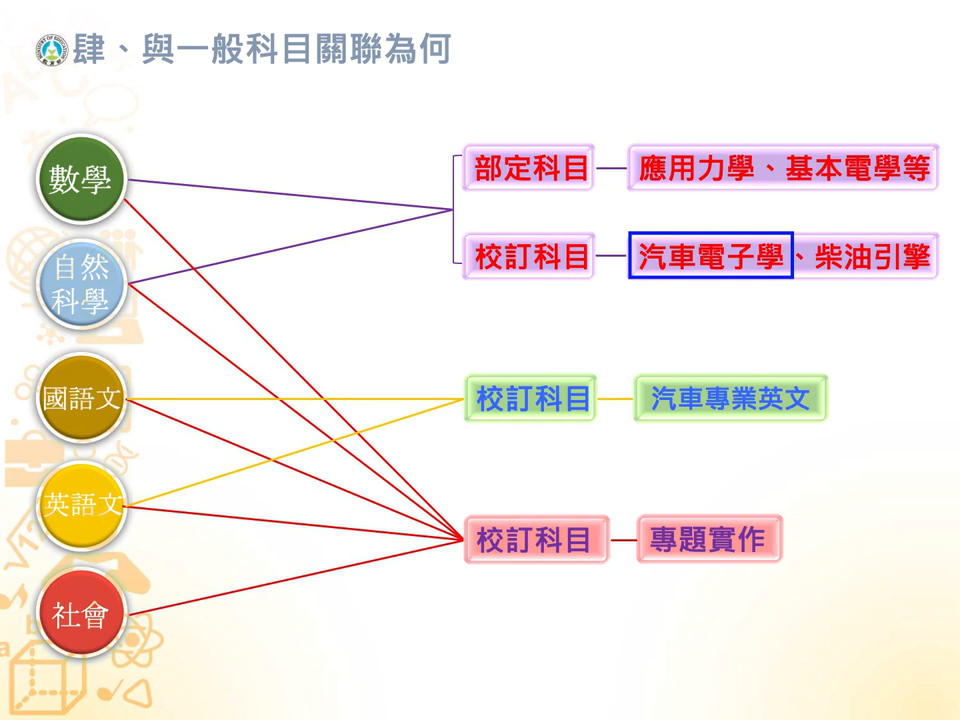 肆、與一般科目關聯為何
數學
自然
科學
國語文
英語文
社會
部定科目
應用力學、基本電學等
校訂科目
汽車電子學、柴油引擎
校訂科目
汽車專業英文
校訂科目
專題實作